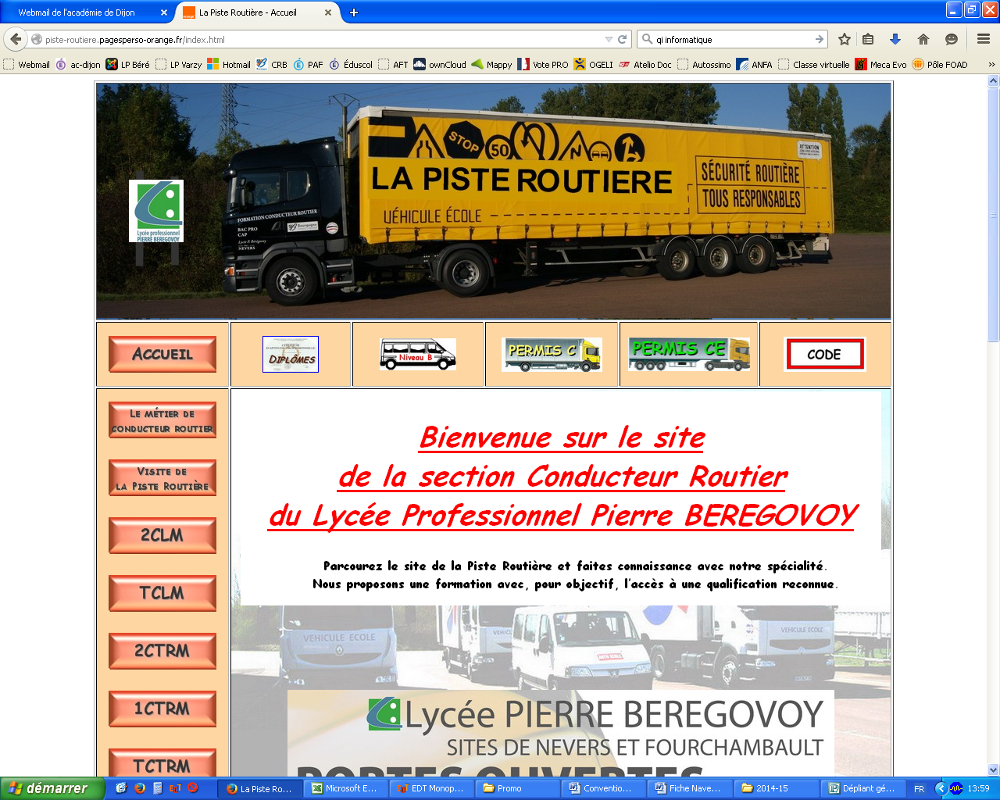 Webmail de l'académie de Dijon
La Piste Routière - Accueil
piste-routiere.pagesperso-orange.fr/index.html
qi informatique
Webmail ac-dijon LP Béré LP Varzy Hotmail CRB PAF Éduscol AFT ownCloud Mappy Vote PRO OGELI Atelio Doc Autossimo ANFA Classe virtuelle Meca Evo Pôle FOAD
STOP
50
ATTENTION
LA PISTE ROUTIERE
SÉCURITÉ ROUTIÈRE
TOUS RESPONSABLES
VÉHICULE ÉCOLE
FORMATION CONDUCTEUR ROUTIER
BAC PRO
CAP
Lycée P. Bérégovoy
NEVERS
Bourgogne
Lycée professionnel
PIERRE BEREGOVOY
ACCUEIL
DIPLÔMES
Niveau B
PERMIS C
PERMIS CE
CODE
LE MÉTIER DE
CONDUCTEUR ROUTIER
VISITE DE
LA PISTE ROUTIÈRE
2CLM
TCLM
2CTRM
1CTRM
TCTRM
Bienvenue sur le site
de la section Conducteur Routier
du Lycée Professionnel Pierre BEREGOVOY
Parcourez le site de la Piste Routière et faites connaissance avec notre spécialité.
Nous proposons une formation avec, pour objectif, l'accès à une qualification reconnue.
VEHICULE ECOLE
VEHICULE ECOLE
AUTO ECOLE
Lycée PIERRE BEREGOVOY
SITES DE NEVERS ET FOURCHAMBAULT
PORTES OUVERTES
démarrer
La Piste Ro...
Microsoft E...
EDT Monop...
Promo
Conventio...
Fiche Nave...
2014-15
Dépliant gé...
FR
13:59